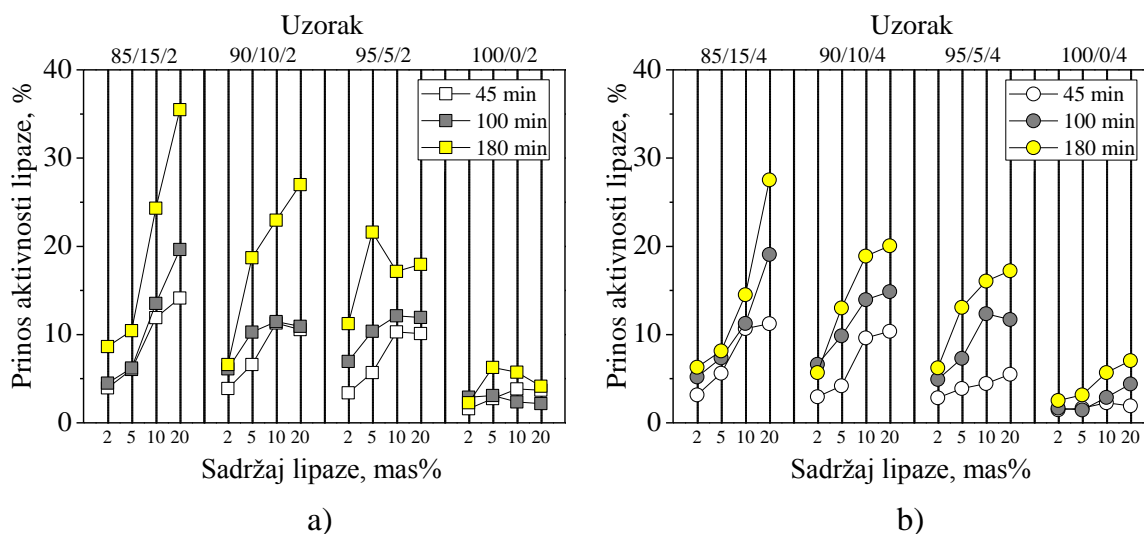 Uzorak
85/15/2 90/10/2 95/5/2 100/0/2
45 min
100 min
180 min
Prinos aktivnosti lipaze, %
40
30
20
10
0
2 5 10 20 2 5 10 20 2 5 10 20 2 5 10 20
Sadržaj lipaze, mas%
a)
Uzorak
85/15/4 90/10/4 95/5/4 100/0/4
45 min
100 min
180 min
Prinos aktivnosti lipaze, %
40
30
20
10
0
2 5 10 20 2 5 10 20 2 5 10 20 2 5 10 20
Sadržaj lipaze, mas%
b)